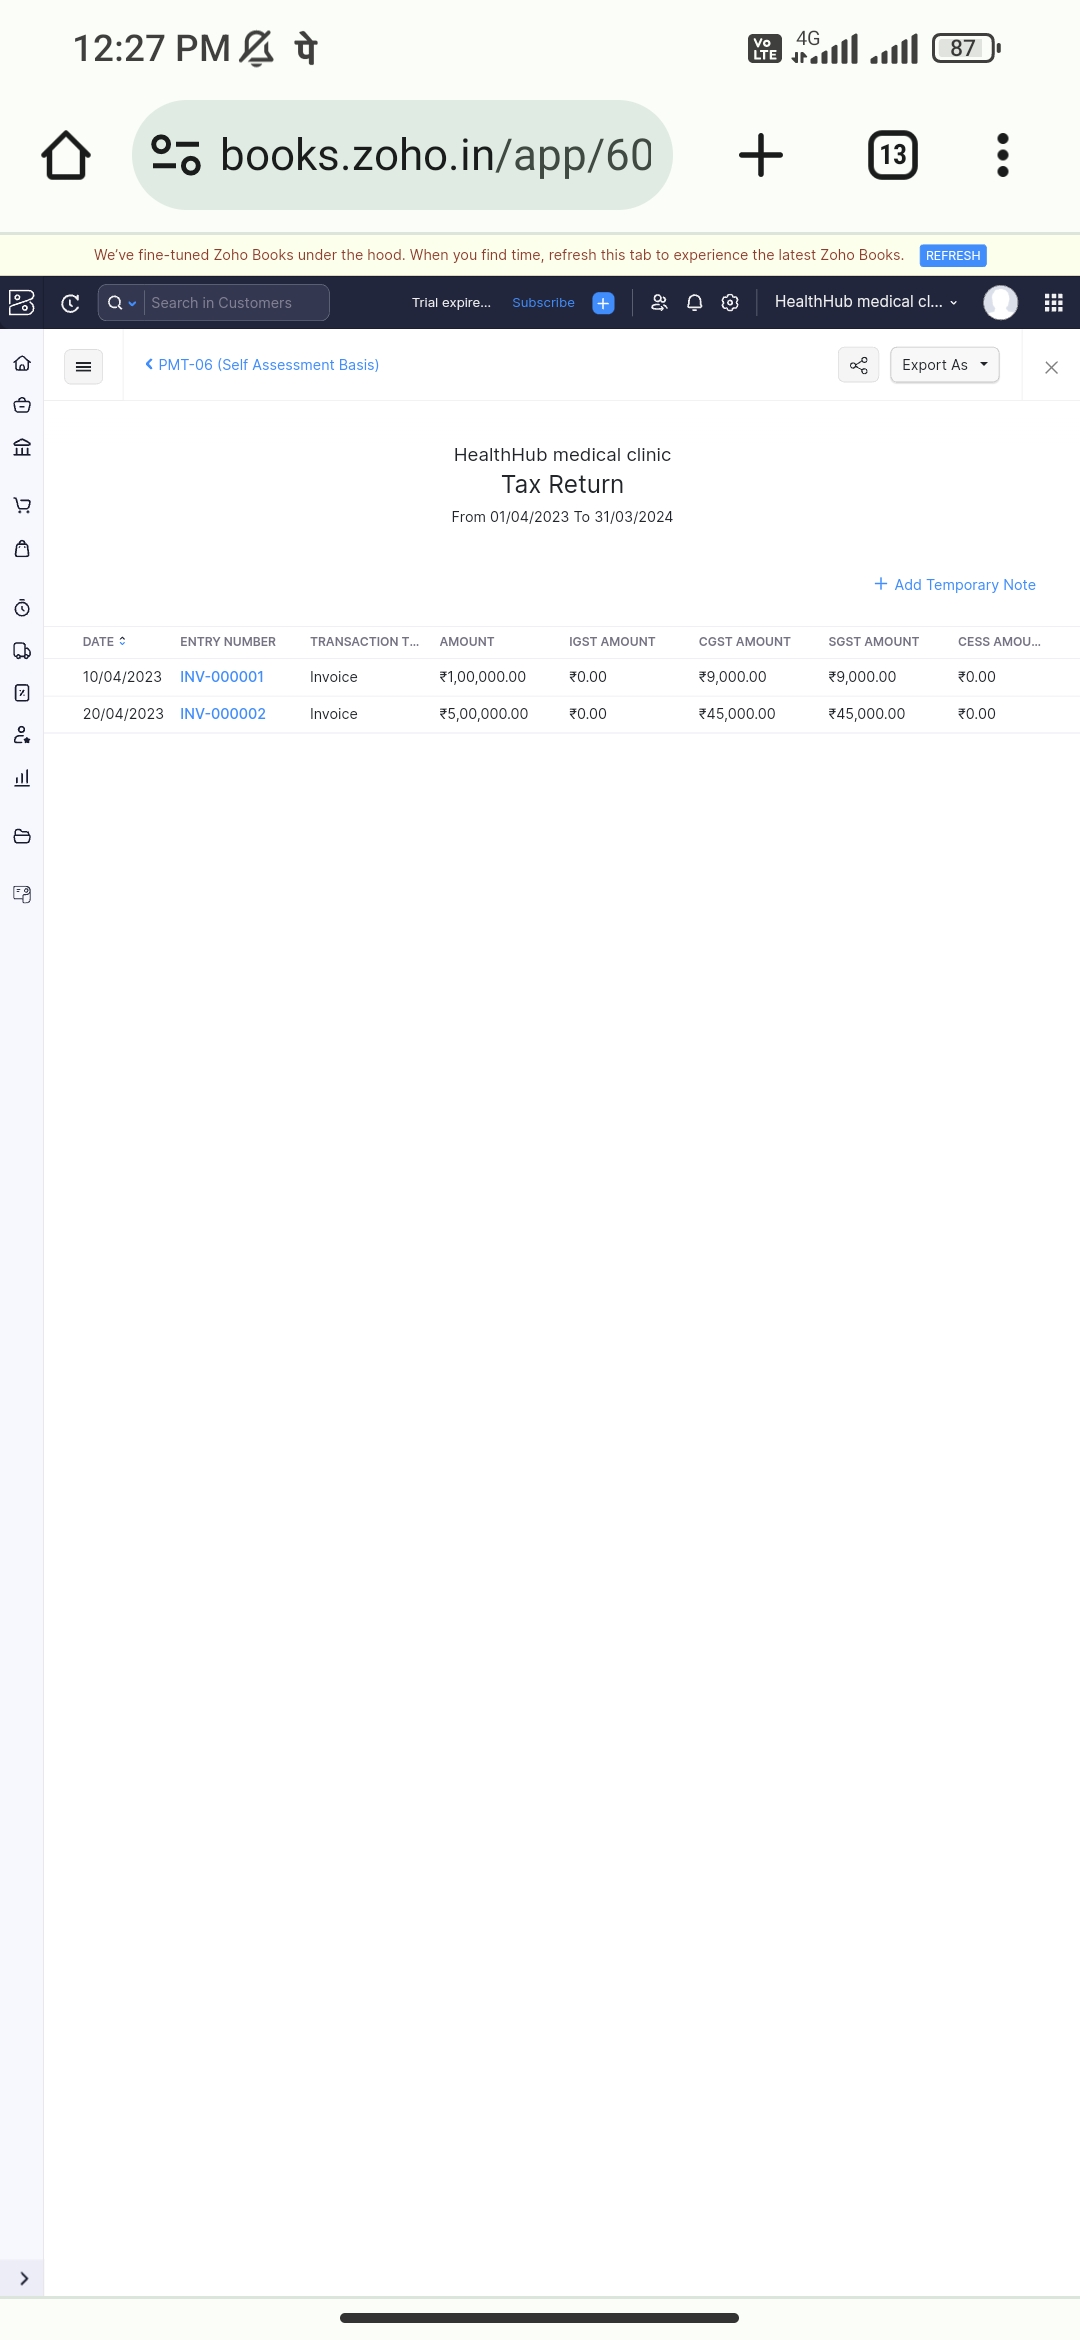 12:27 PM पे Vo LTE 4G 87
books.zoho.in/app/60 13
We've fine-tuned Zoho Books under the hood. When you find time, refresh this tab to experience the latest Zoho Books. REFRESH
Search in Customers Trial expire... Subscribe HealthHub medical cl...
PMT-06 (Self Assessment Basis) Export As
HealthHub medical clinic
Tax Return
From 01/04/2023 To 31/03/2024
+ Add Temporary Note
DATE ENTRY NUMBER TRANSACTION T... AMOUNT IGST AMOUNT CGST AMOUNT SGST AMOUNT CESS AMOU...
10/04/2023 INV-000001 Invoice ₹1,00,000.00 ₹0.00 ₹9,000.00 ₹9,000.00 ₹0.00
20/04/2023 INV-000002 Invoice ₹5,00,000.00 ₹0.00 ₹45,000.00 ₹45,000.00 ₹0.00